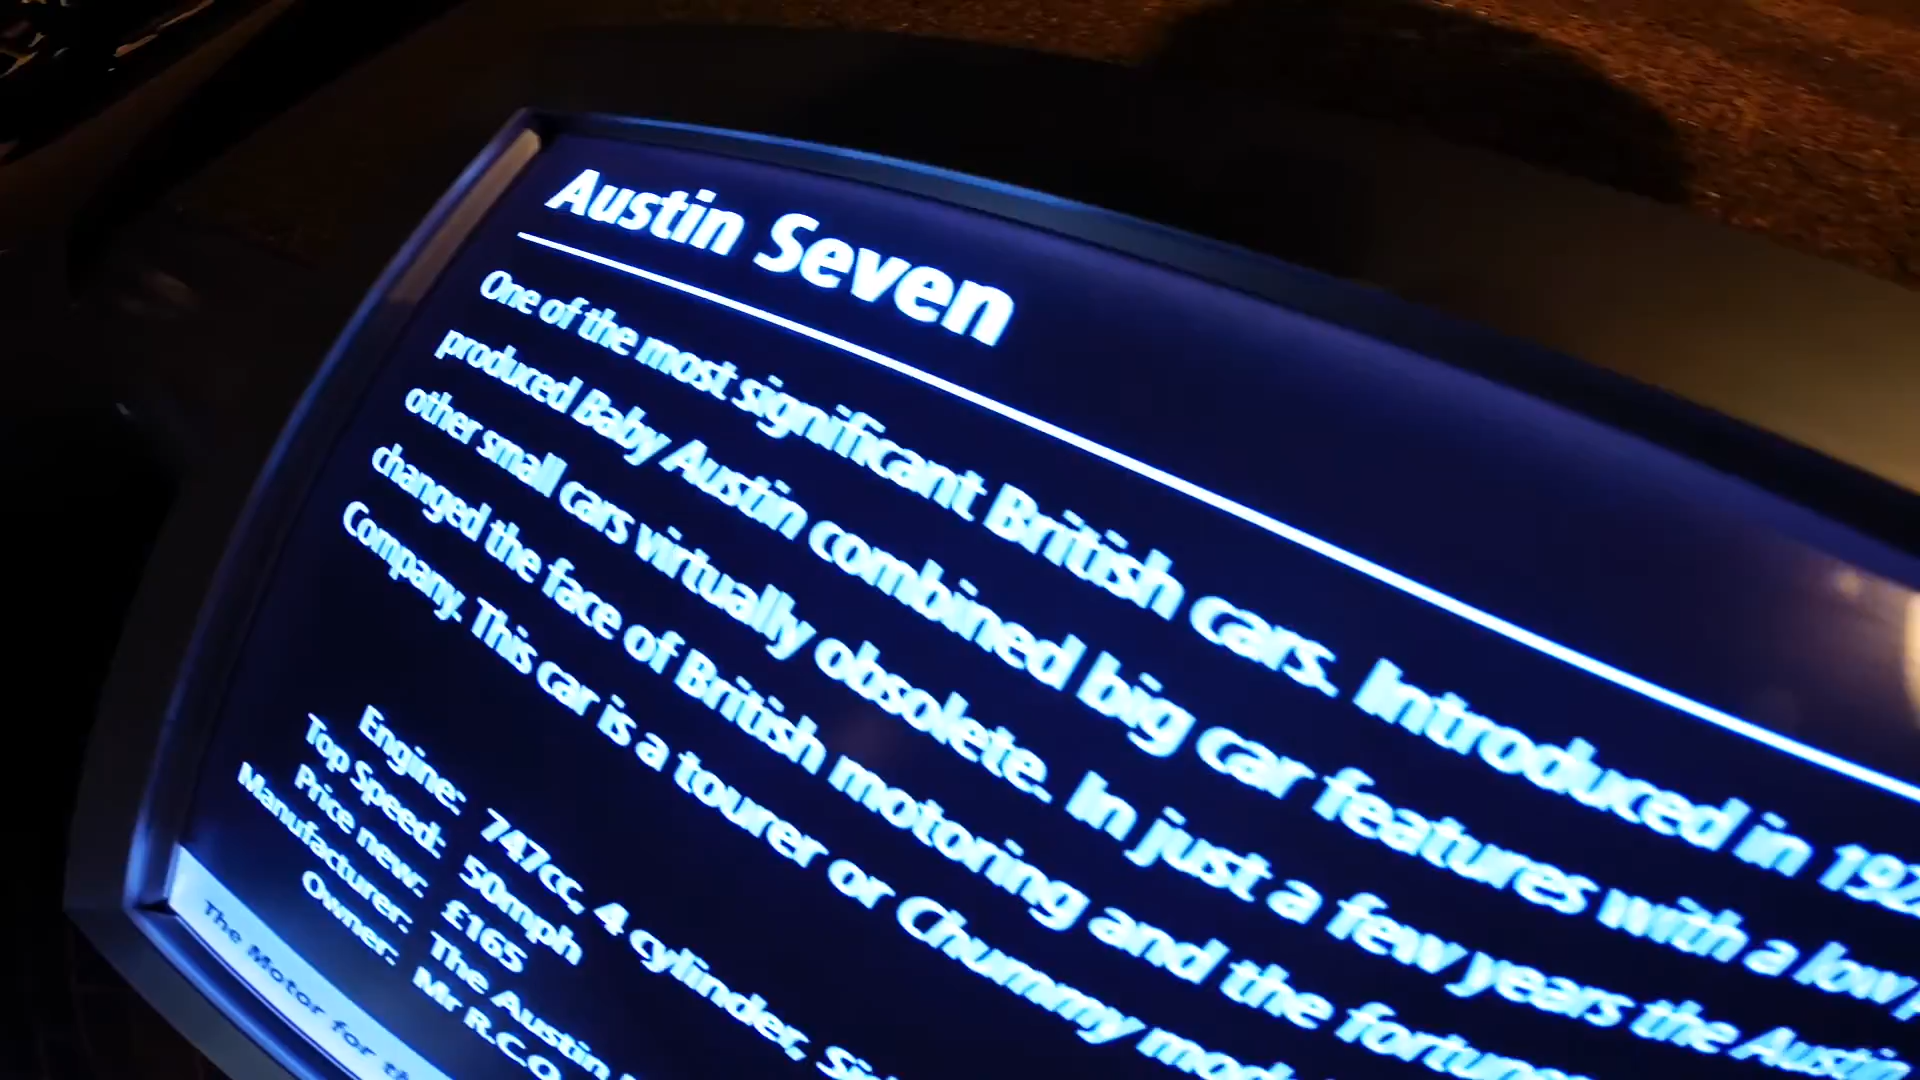 Austin Seven
One of the most significant British cars. Introduced in 192
produced Baby Austin combined big car features with a low
other small cars virtually obsolete. In just a few years the Austin
changed the face of British motoring and the
Company. This car is a tourer or Chummy
Engine: 747cc, 4 cylinder,
Top Speed: 50mph
Price new: £165
Manufacturer: The Austin
Owner: Mr R.C.O
The Motor for